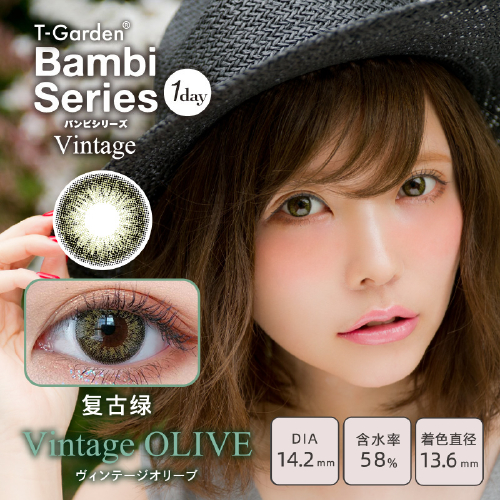 T-Garden®
Bambi
Series
1day
バンビシリーズ
Vintage
复古绿
Vintage OLIVE
ヴィンテージオリーブ
DIA
14.2mm
含水率
58%
着色直径
13.6mm